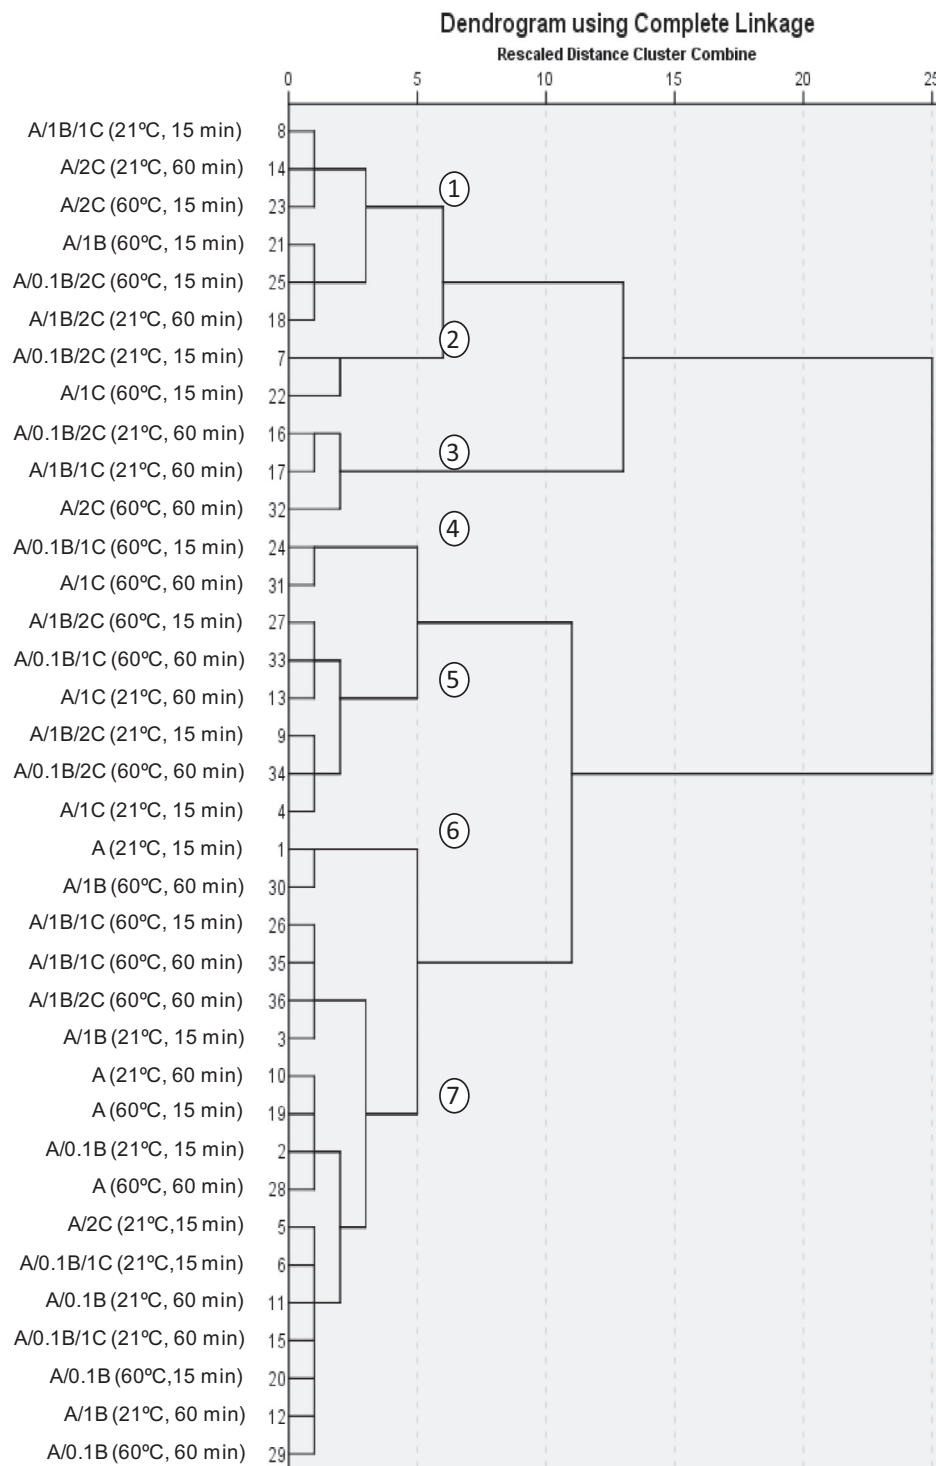 Dendrogram using Complete Linkage
Rescaled Distance Cluster Combine
0 5 10 15 20 25
A/1B/1C (21ºC, 15 min) 8
A/2C (21ºC, 60 min) 14
①
A/2C (60ºC, 15 min) 23
A/1B (60ºC, 15 min) 21
A/0.1B/2C (60ºC, 15 min) 25
A/1B/2C (21ºC, 60 min) 18
②
A/0.1B/2C (21ºC, 15 min) 7
A/1C (60ºC, 15 min) 22
A/0.1B/2C (21ºC, 60 min) 16
③
A/1B/1C (21ºC, 60 min) 17
A/2C (60ºC, 60 min) 32
④
A/0.1B/1C (60ºC, 15 min) 24
A/1C (60ºC, 60 min) 31
A/1B/2C (60ºC, 15 min) 27
A/0.1B/1C (60ºC, 60 min) 33
⑤
A/1C (21ºC, 60 min) 13
A/1B/2C (21ºC, 15 min) 9
A/0.1B/2C (60ºC, 60 min) 34
A/1C (21ºC, 15 min) 4
⑥
A (21ºC, 15 min) 1
A/1B (60ºC, 60 min) 30
A/1B/1C (60ºC, 15 min) 26
A/1B/1C (60ºC, 60 min) 35
A/1B/2C (60ºC, 60 min) 36
A/1B (21ºC, 15 min) 3
A (21ºC, 60 min) 10
⑦
A (60ºC, 15 min) 19
A/0.1B (21ºC, 15 min) 2
A (60ºC, 60 min) 28
A/2C (21ºC,15 min) 5
A/0.1B/1C (21ºC,15 min) 6
A/0.1B (21ºC, 60 min) 11
A/0.1B/1C (21ºC, 60 min) 15
A/0.1B (60ºC,15 min) 20
A/1B (21ºC, 60 min) 12
A/0.1B (60ºC, 60 min) 29